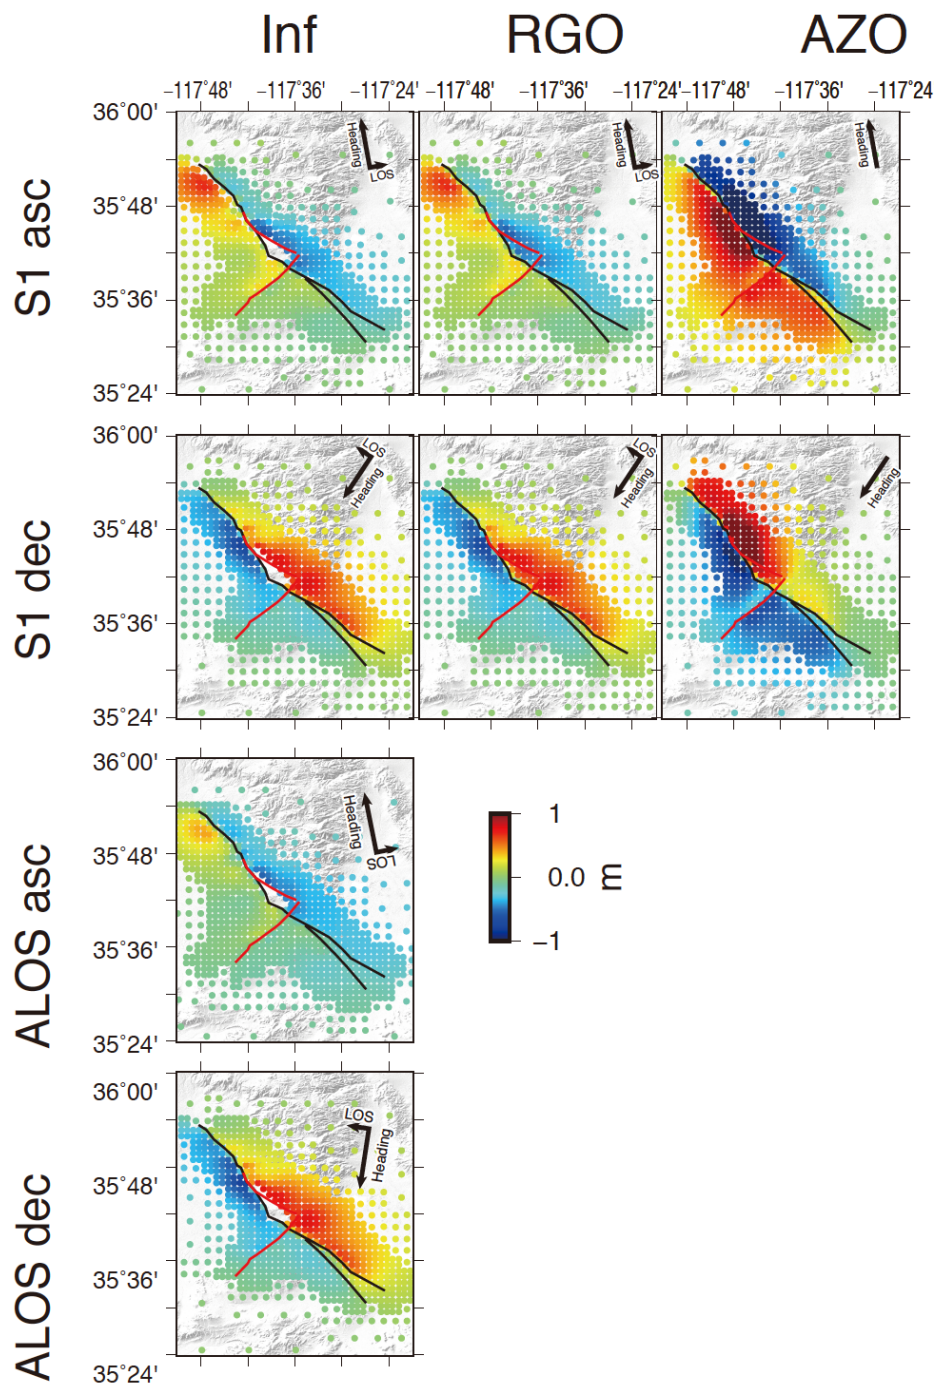 Inf RGO AZO
−117˚48' −117˚36' −117˚24' −117˚48' −117˚36' −117˚24' −117˚48' −117˚36' −117˚24
S1 asc
36˚00'
35˚48'
35˚36'
35˚24'
Heading
LOS
Heading
LOS
Heading
S1 dec
36˚00'
35˚48'
35˚36'
35˚24'
LOS
Heading
LOS
Heading
Heading
ALOS asc
36˚00'
35˚48'
35˚36'
35˚24'
Heading
LOS
1
0.0
−1
m
ALOS dec
36˚00'
35˚48'
35˚36'
35˚24'
LOS
Heading